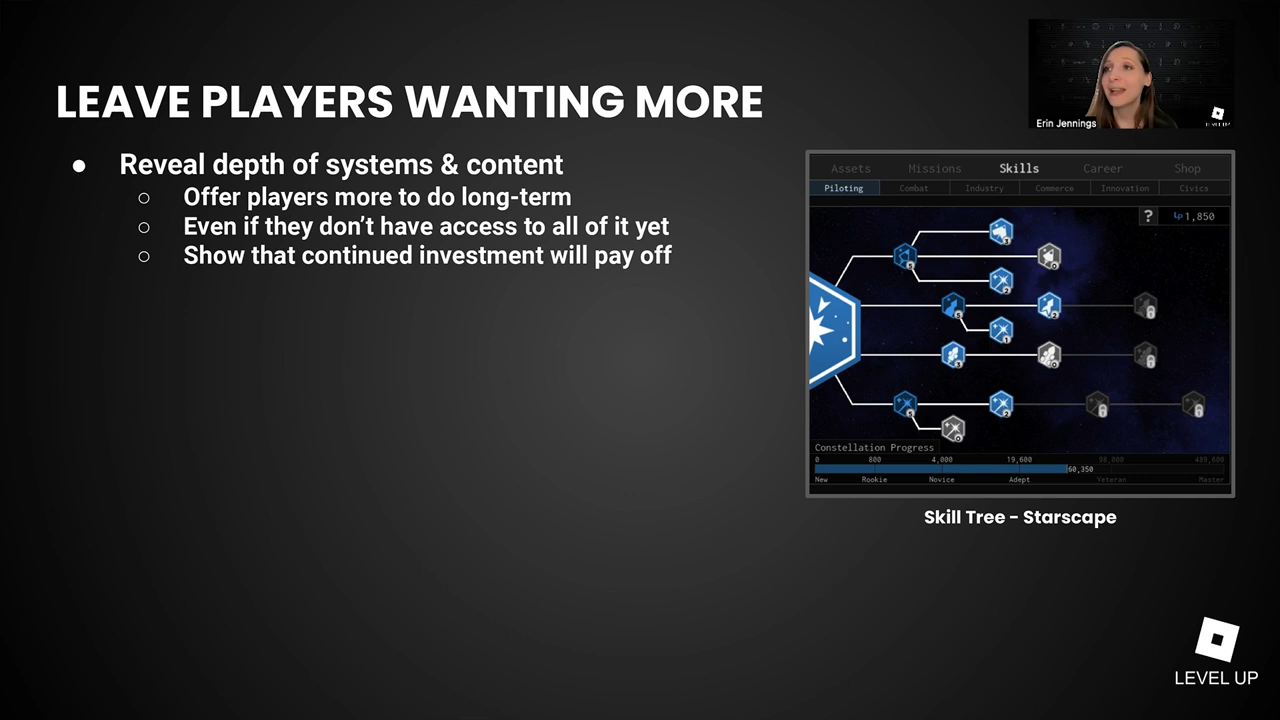 LEAVE PLAYERS WANTING MORE
Erin Jennings
● Reveal depth of systems & content
○ Offer players more to do long-term
○ Even if they don’t have access to all of it yet
○ Show that continued investment will pay off
Assets Missions Skills Career Shop
Piloting Combat Industry Commerce Innovation Civics
? LP 1,850
Constellation Progress
0 800 4,000 19,600 98,000 489,600
60,350
New Rookie Novice Adept Veteran Master
Skill Tree - Starscape
LEVEL UP